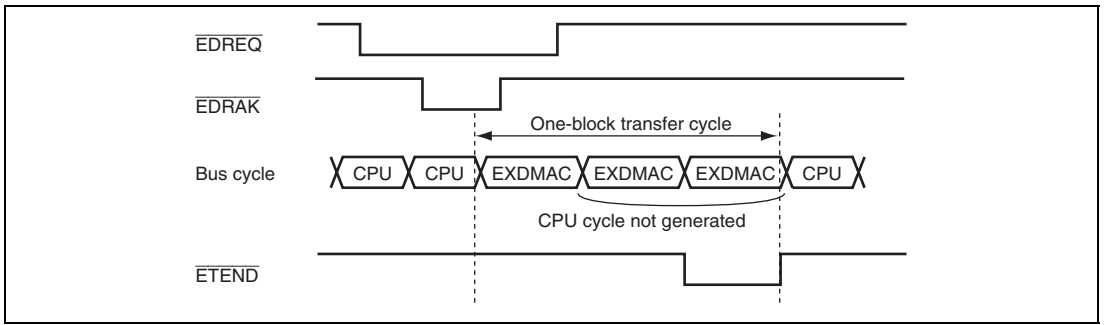 EDREQ
EDRAK
One-block transfer cycle
Bus cycle CPU CPU EXDMAC EXDMAC EXDMAC CPU
CPU cycle not generated
ETEND